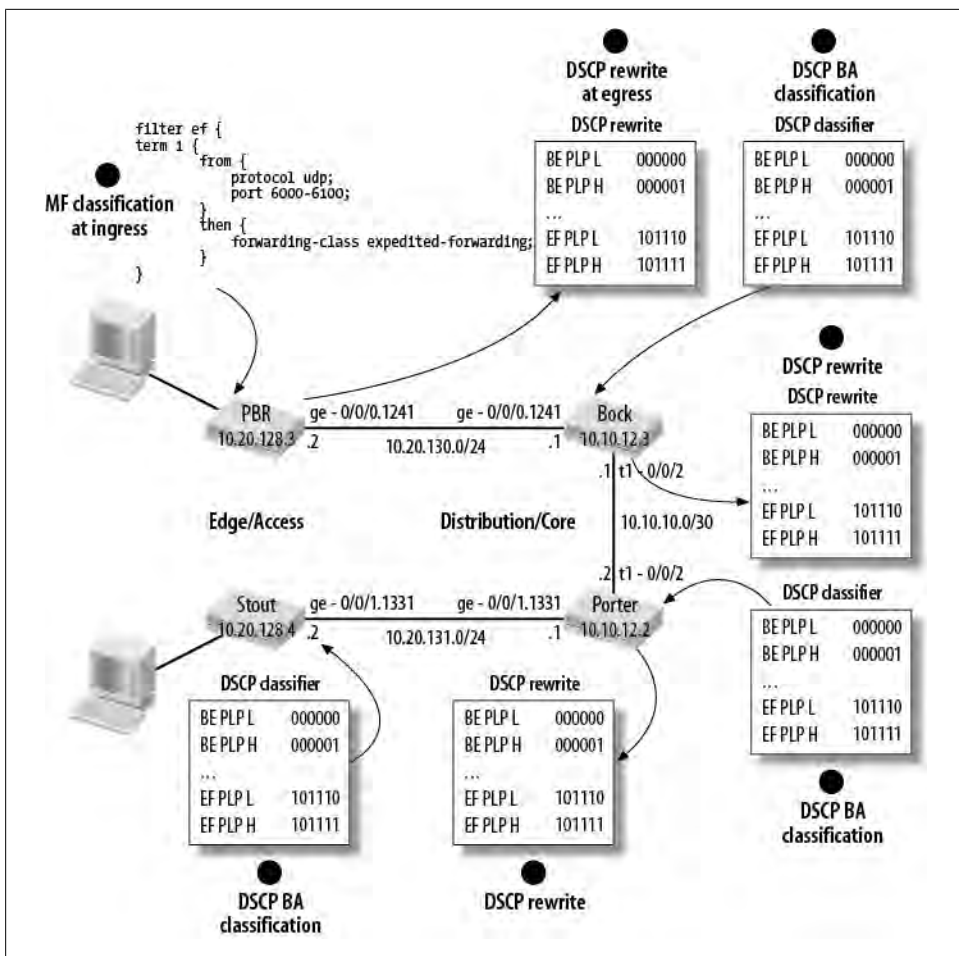 DSCP rewrite
at egress
DSCP rewrite
BE PLP L 000000
BE PLP H 000001
...
EF PLP L 101110
EF PLP H 101111
DSCP BA
classification
DSCP classifier
BE PLP L 000000
BE PLP H 000001
...
EF PLP L 101110
EF PLP H 101111
MF classification
at ingress
filter ef {
term 1 {
from {
protocol udp;
port 6000-6100;
}
then {
forwarding-class expedited-forwarding;
}
}
PBR
10.20.128.3
ge - 0/0/0.1241
.2
10.20.130.0/24
ge - 0/0/0.1241
.1
Bock
10.10.12.3
DSCP rewrite
DSCP rewrite
BE PLP L 000000
BE PLP H 000001
...
EF PLP L 101110
EF PLP H 101111
.1 t1 - 0/0/2
10.10.10.0/30
.2 t1 - 0/0/2
Edge/Access
Distribution/Core
Stout
10.20.128.4
ge - 0/0/1.1331
.2
10.20.131.0/24
ge - 0/0/1.1331
.1
Porter
10.10.12.2
DSCP classifier
BE PLP L 000000
BE PLP H 000001
...
EF PLP L 101110
EF PLP H 101111
DSCP BA
classification
DSCP classifier
BE PLP L 000000
BE PLP H 000001
...
EF PLP L 101110
EF PLP H 101111
DSCP BA
classification
DSCP rewrite
BE PLP L 000000
BE PLP H 000001
...
EF PLP L 101110
EF PLP H 101111
DSCP rewrite